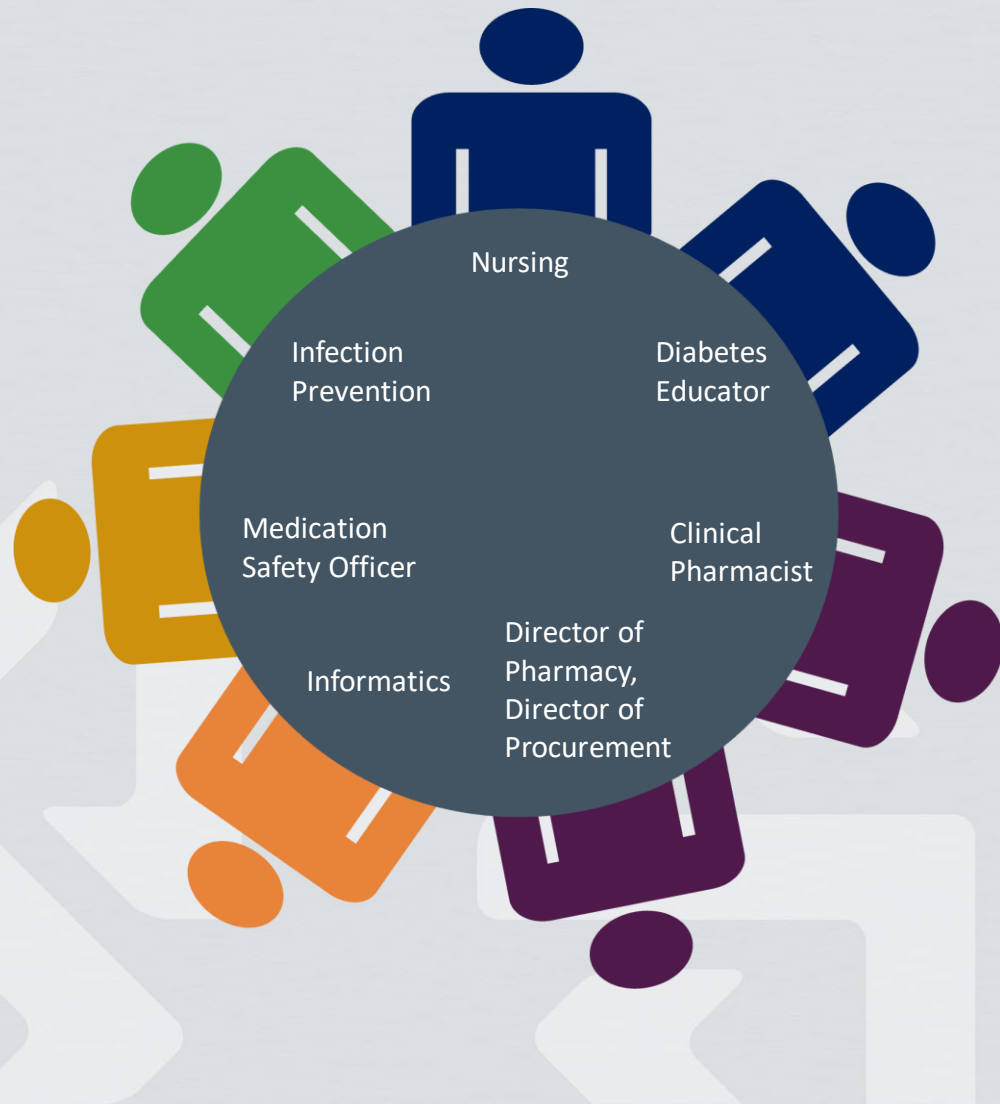 Nursing
Infection
Prevention
Diabetes
Educator
Medication
Safety Officer
Clinical
Pharmacist
Director of
Pharmacy,
Director of
Procurement
Informatics